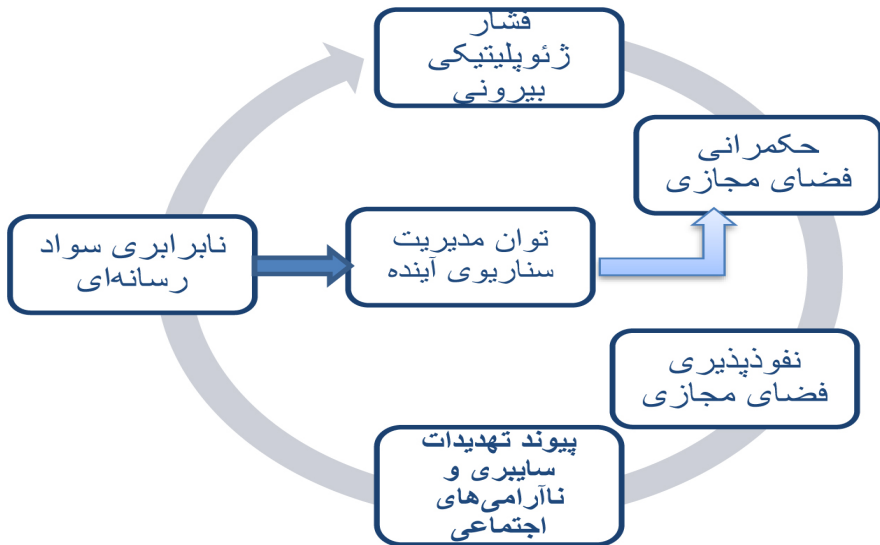 فشار
ژئوپلیتیکی
بیرونی
حکمرانی
فضای مجازی
توان مدیریت
سناریوی آینده
نابرابری سواد
رسانه‌ای
نفوذپذیری
فضای مجازی
پیوند تهدیدات
سایبری و
ناآرامی‌های
اجتماعی